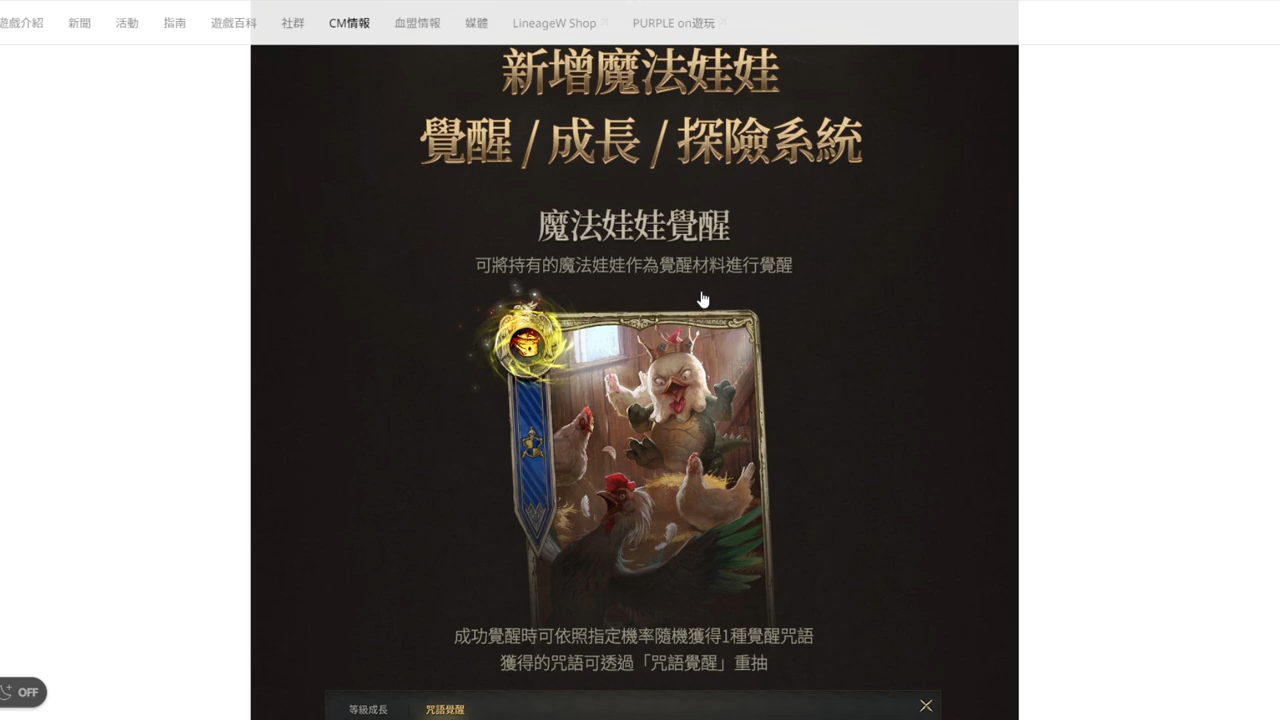 遊戲介紹 新聞 活動 指南 遊戲百科 社群 CM情報 血盟情報 媒體 LineageW Shop PURPLE on遊玩
新增魔法娃娃
覺醒 / 成長 / 探險系統
魔法娃娃覺醒
可將持有的魔法娃娃作為覺醒材料進行覺醒
成功覺醒時可依照指定機率隨機獲得1種覺醒咒語
獲得的咒語可透過「咒語覺醒」重抽
OFF
等級成長 咒語覺醒